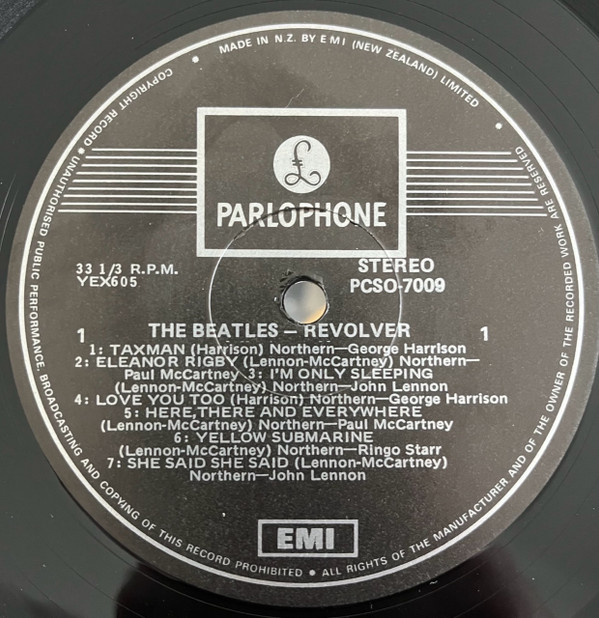 MADE IN N.Z. BY EMI (NEW ZEALAND) LIMITED
COPYRIGHT RECORD • UNAUTHORISED PUBLIC PERFORMANCE, BROADCASTING AND COPYING OF THIS RECORD PROHIBITED • ALL RIGHTS OF THE MANUFACTURER AND OF THE OWNER OF THE RECORDED WORK ARE RESERVED
£
PARLOPHONE
33 1/3 R.P.M.
YEX605
STEREO
PCSO-7009
1 THE BEATLES – REVOLVER 1
1: TAXMAN (Harrison) Northern—George Harrison
2: ELEANOR RIGBY (Lennon-McCartney) Northern—
Paul McCartney 3: I'M ONLY SLEEPING
(Lennon-McCartney) Northern—John Lennon
4: LOVE YOU TOO (Harrison) Northern—George Harrison
5: HERE,THERE AND EVERYWHERE
(Lennon-McCartney) Northern—Paul McCartney
6: YELLOW SUBMARINE
(Lennon-McCartney) Northern—Ringo Starr
7: SHE SAID SHE SAID (Lennon-McCartney)
Northern—John Lennon
EMI